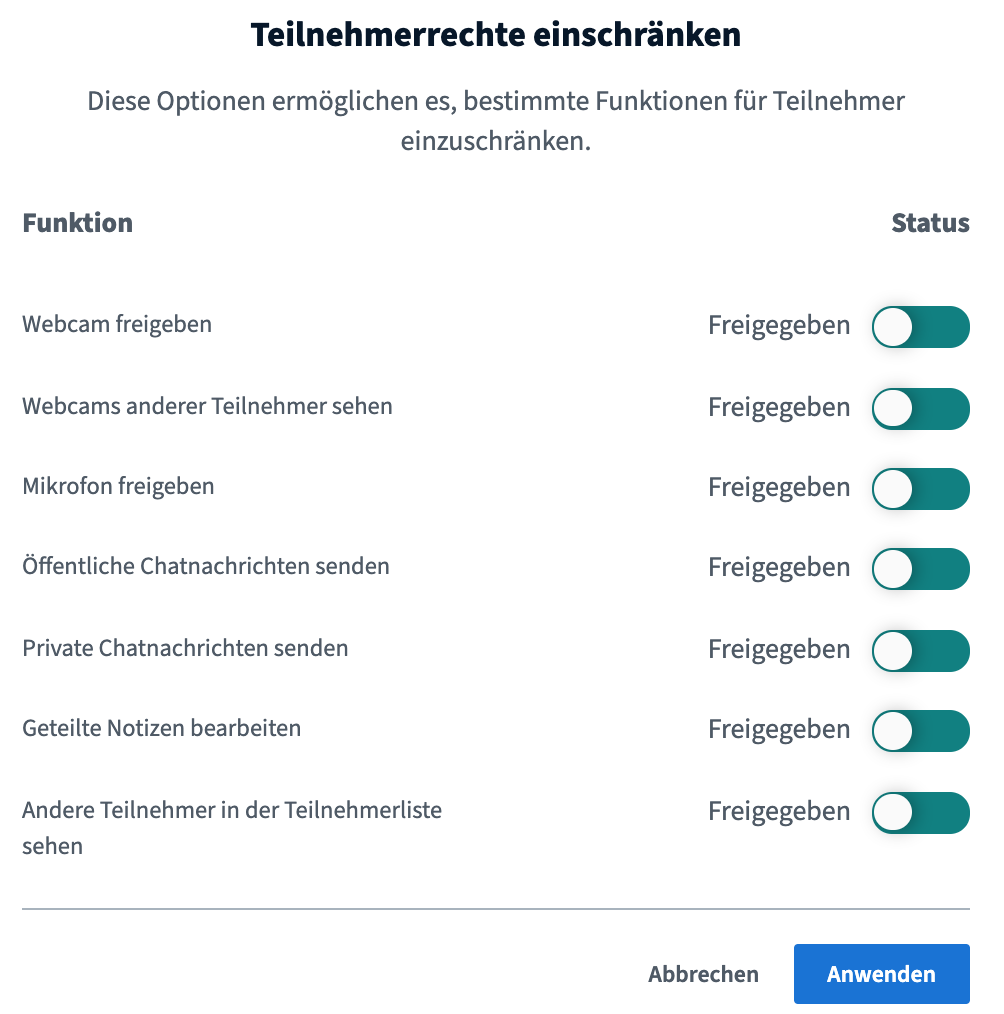 Teilnehmerrechte einschränken
Diese Optionen ermöglichen es, bestimmte Funktionen für Teilnehmer
einzuschränken.
Funktion Status
Webcam freigeben Freigegeben
Webcams anderer Teilnehmer sehen Freigegeben
Mikrofon freigeben Freigegeben
Öffentliche Chatnachrichten senden Freigegeben
Private Chatnachrichten senden Freigegeben
Geteilte Notizen bearbeiten Freigegeben
Andere Teilnehmer in der Teilnehmerliste Freigegeben
sehen
Abbrechen Anwenden